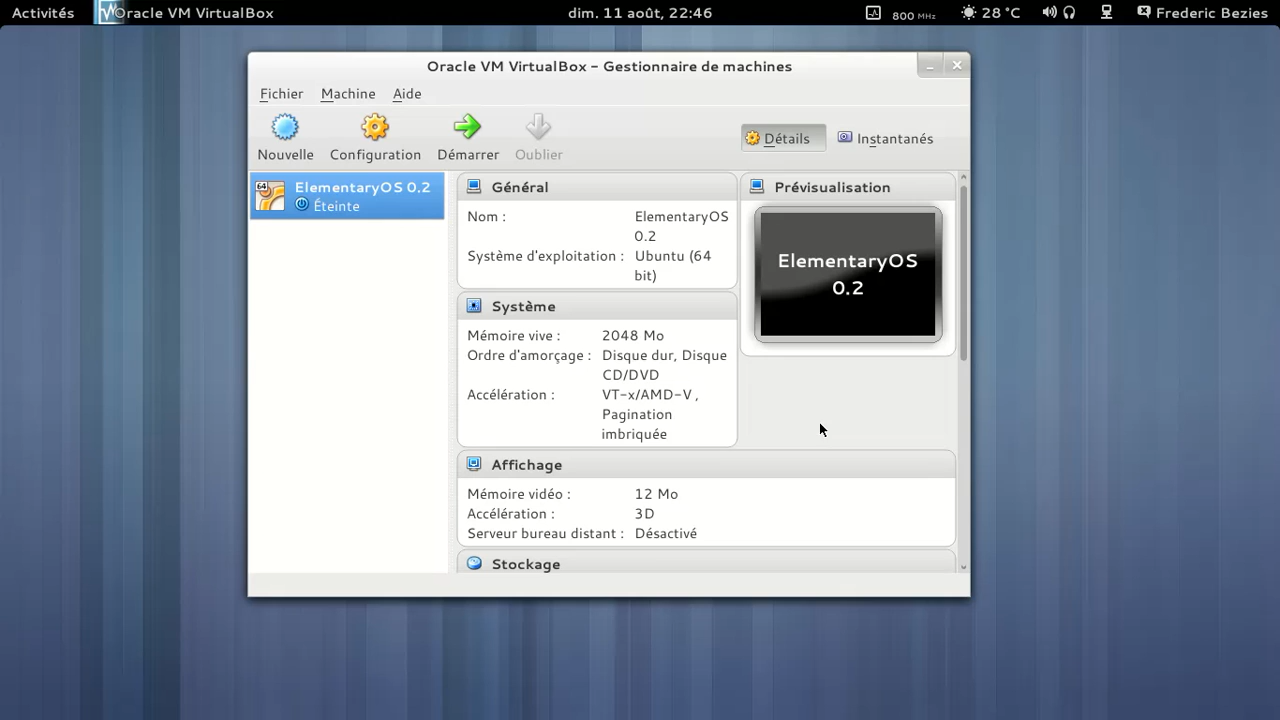 Activités
Oracle VM VirtualBox
dim. 11 août, 22:46
800 MHz
28 °C
Frederic Bezies
Oracle VM VirtualBox - Gestionnaire de machines
Fichier
Machine
Aide
Nouvelle
Configuration
Démarrer
Oublier
Détails
Instantanés
64
ElementaryOS 0.2
Éteinte
Général
Nom : ElementaryOS
0.2
Système d'exploitation : Ubuntu (64
bit)
Système
Mémoire vive : 2048 Mo
Ordre d'amorçage : Disque dur, Disque
CD/DVD
Accélération : VT-x/AMD-V ,
Pagination
imbriquée
Prévisualisation
ElementaryOS
0.2
Affichage
Mémoire vidéo : 12 Mo
Accélération : 3D
Serveur bureau distant : Désactivé
Stockage